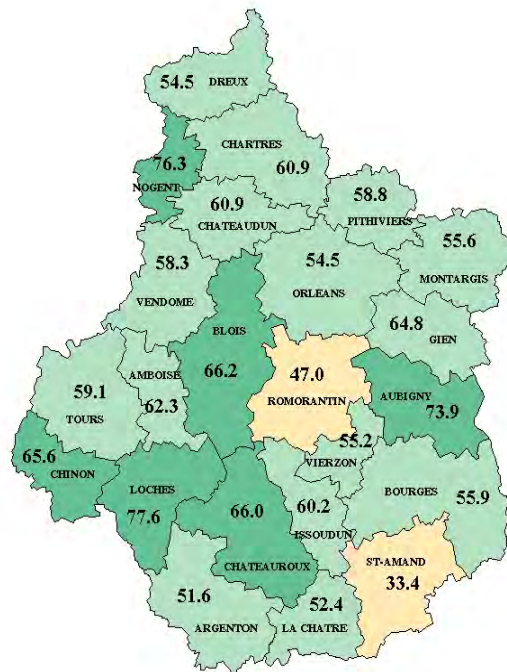 54.5 DREUX
CHARTRES
60.9
76.3
NOGENT
60.9
CHATEAUDUN
58.8
PITHIVIERS
55.6
MONTARGIS
58.3
VENDOME
54.5
ORLEANS
64.8
GIEN
BLOIS
66.2
47.0
ROMORANTIN
AUBIGNY
73.9
59.1
TOURS
AMBOISE
62.3
65.6
CHINON
LOCHES
77.6
55.2
VIERZON
BOURGES
55.9
66.0
CHATEAUROUX
60.2
ISSOUDUN
ST-AMAND
33.4
51.6
ARGENTON
52.4
LA CHATRE